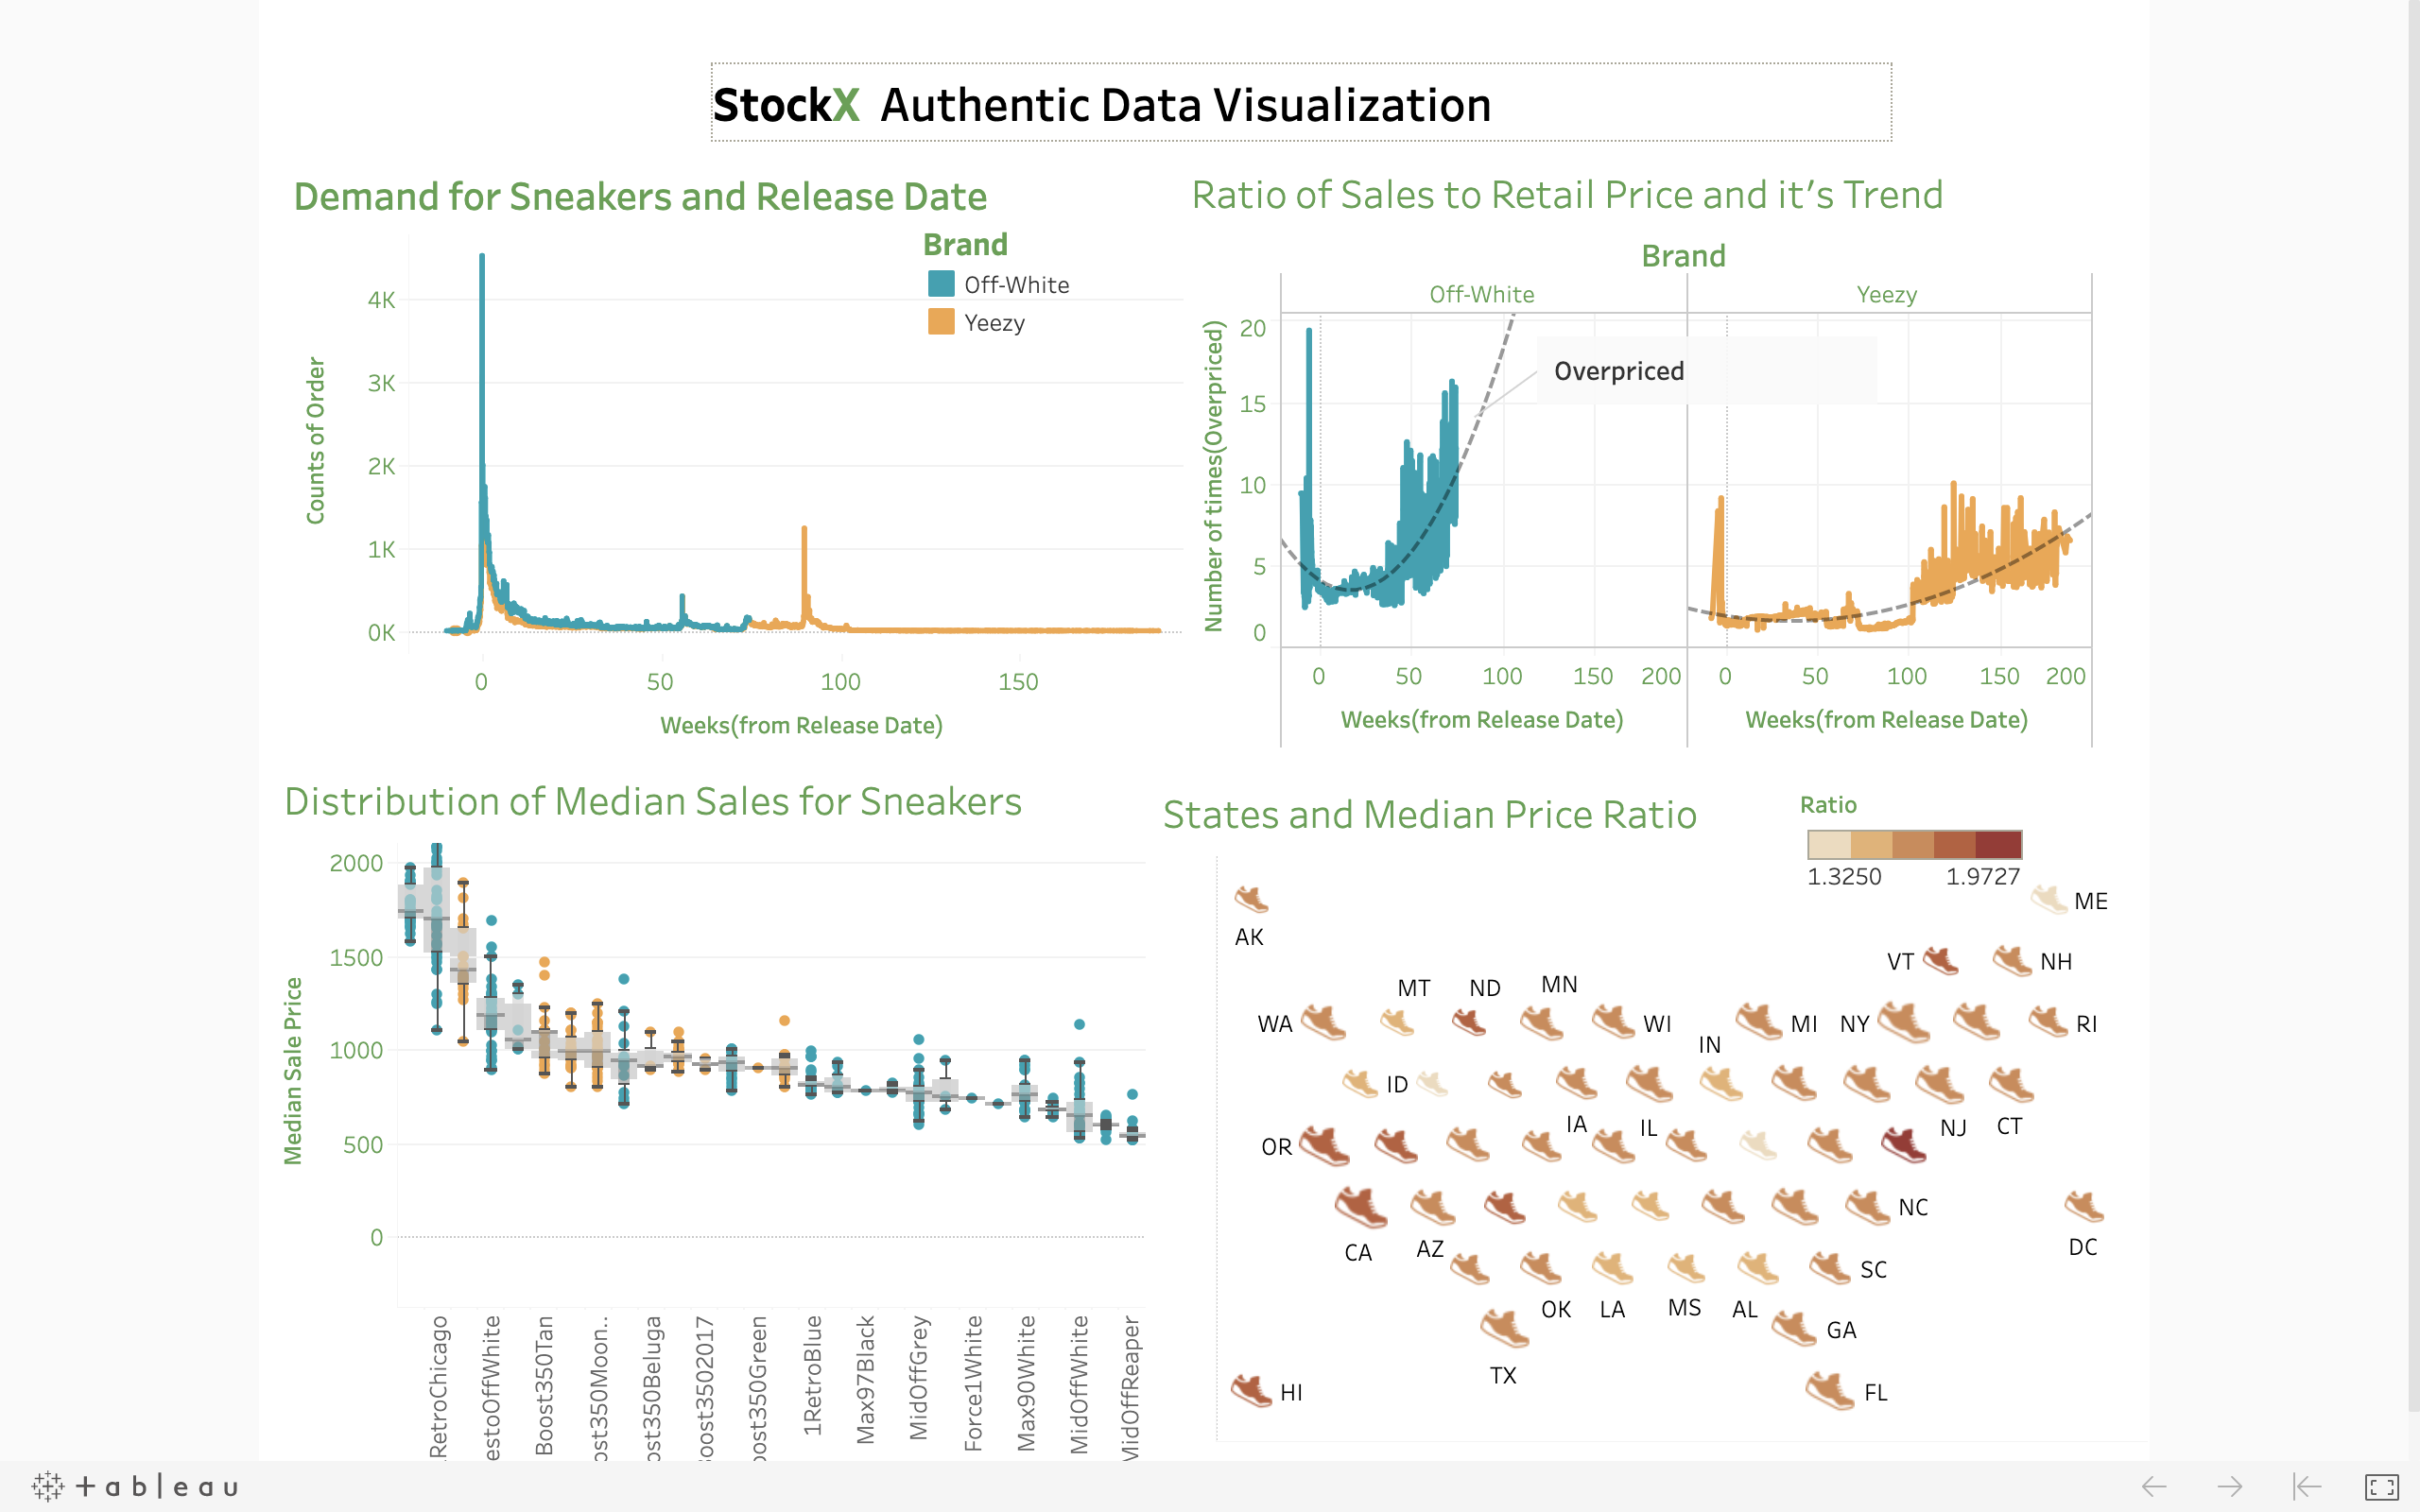 StockX Authentic Data Visualization
Demand for Sneakers and Release Date
Brand
Off-White
Yeezy
Counts of Order
4K
3K
2K
1K
0K
0 50 100 150
Weeks(from Release Date)
Ratio of Sales to Retail Price and it's Trend
Brand
Off-White Yeezy
Number of times(Overpriced)
20
15
10
5
0
Overpriced
0 50 100 150 200 0 50 100 150 200
Weeks(from Release Date) Weeks(from Release Date)
Distribution of Median Sales for Sneakers
Median Sale Price
2000
1500
1000
500
0
RetroChicago
estoOffWhite
Boost350Tan
ost350Moon..
ost350Beluga
oost3502017
ost350Green
1RetroBlue
Max97Black
MidOffGrey
Force1White
Max90White
MidOffWhite
MidOffReaper
States and Median Price Ratio
Ratio
1.3250 1.9727
AK
ME
VT NH
MT ND MN
WA WI MI NY RI
IN
ID
IA IL NJ CT
OR
NC
CA AZ DC
SC
OK LA MS AL
GA
TX
HI FL
+ableau